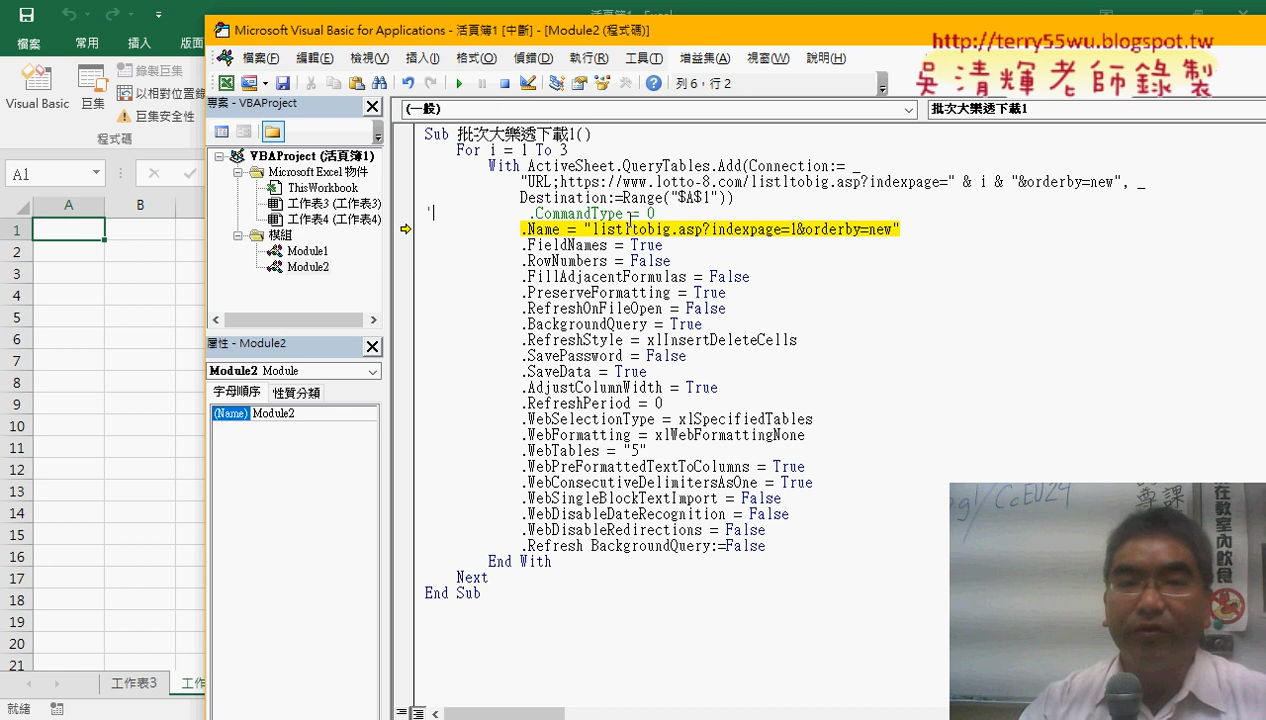 活頁簿1 - Excel
檔案 常用 插入 版面
Visual Basic 巨集
錄製巨集
以相對位置錄
巨集安全性
程式碼
A1
A B
1
2
3
4
5
6
7
8
9
10
11
12
13
14
15
16
17
18
19
20
21
工作表3 工作
就緒
Microsoft Visual Basic for Applications - 活頁簿1 [中斷] - [Module2 (程式碼)]
http://terry55wu.blogspot.tw
吳清輝老師錄製
檔案(F) 編輯(E) 檢視(V) 插入(I) 格式(O) 偵錯(D) 執行(R) 工具(T) 增益集(A) 視窗(W) 說明(H)
列 6，行 2
專案 - VBAProject
VBAProject (活頁簿1)
Microsoft Excel 物件
ThisWorkbook
工作表3 (工作表3)
工作表4 (工作表4)
模組
Module1
Module2
屬性 - Module2
Module2 Module
字母順序 性質分類
(Name) Module2
(一般) 批次大樂透下載1
Sub 批次大樂透下載1()
For i = 1 To 3
With ActiveSheet.QueryTables.Add(Connection:= _
"URL;https://www.lotto-8.com/listltobig.asp?indexpage=" & i & "&orderby=new", _
Destination:=Range("$A$1"))
' .CommandType = 0
.Name = "listltobig.asp?indexpage=1&orderby=new"
.FieldNames = True
.RowNumbers = False
.FillAdjacentFormulas = False
.PreserveFormatting = True
.RefreshOnFileOpen = False
.BackgroundQuery = True
.RefreshStyle = xlInsertDeleteCells
.SavePassword = False
.SaveData = True
.AdjustColumnWidth = True
.RefreshPeriod = 0
.WebSelectionType = xlSpecifiedTables
.WebFormatting = xlWebFormattingNone
.WebTables = "5"
.WebPreFormattedTextToColumns = True
.WebConsecutiveDelimitersAsOne = True
.WebSingleBlockTextImport = False
.WebDisableDateRecognition = False
.WebDisableRedirections = False
.Refresh BackgroundQuery:=False
End With
Next
End Sub